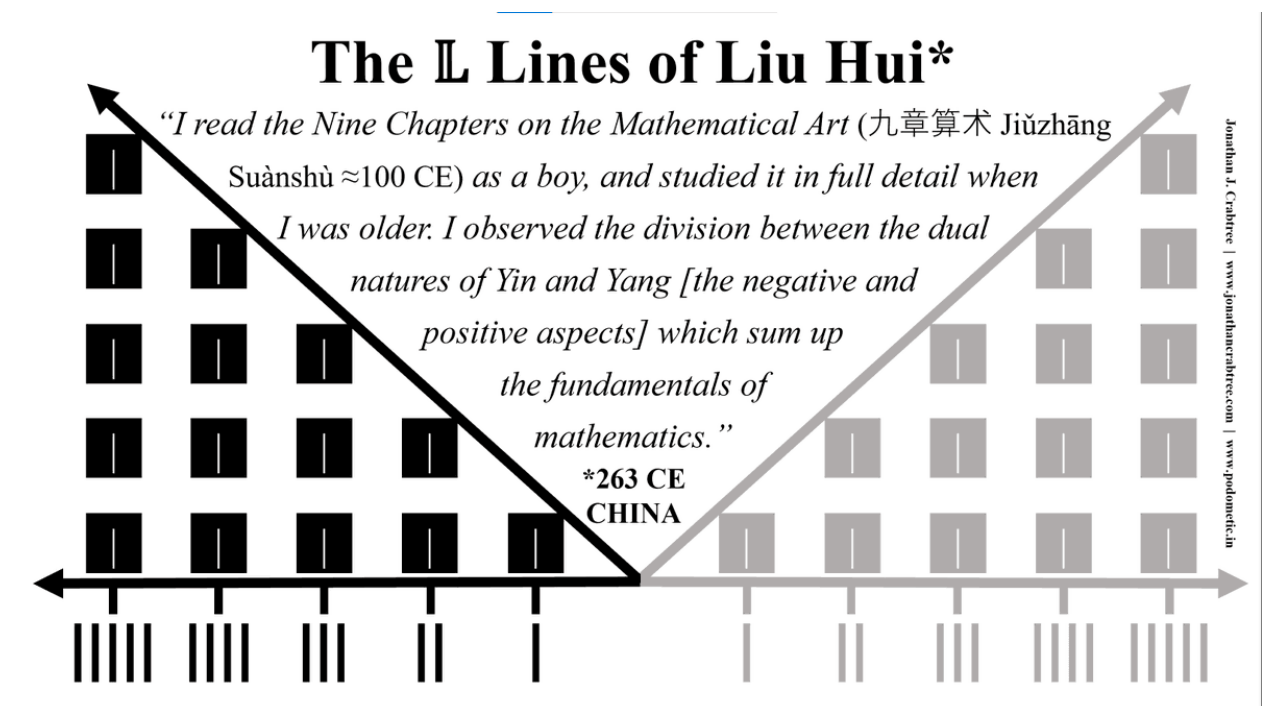 The 𝕃 Lines of Liu Hui*
“I read the Nine Chapters on the Mathematical Art (九章算术 Jiǔzhāng
Suànshù ≈100 CE) as a boy, and studied it in full detail when
I was older. I observed the division between the dual
natures of Yin and Yang [the negative and
positive aspects] which sum up
the fundamentals of
mathematics.”
*263 CE
CHINA
Jonathan J. Crabtree | www.jonathancrabtree.com | www.podometic.in